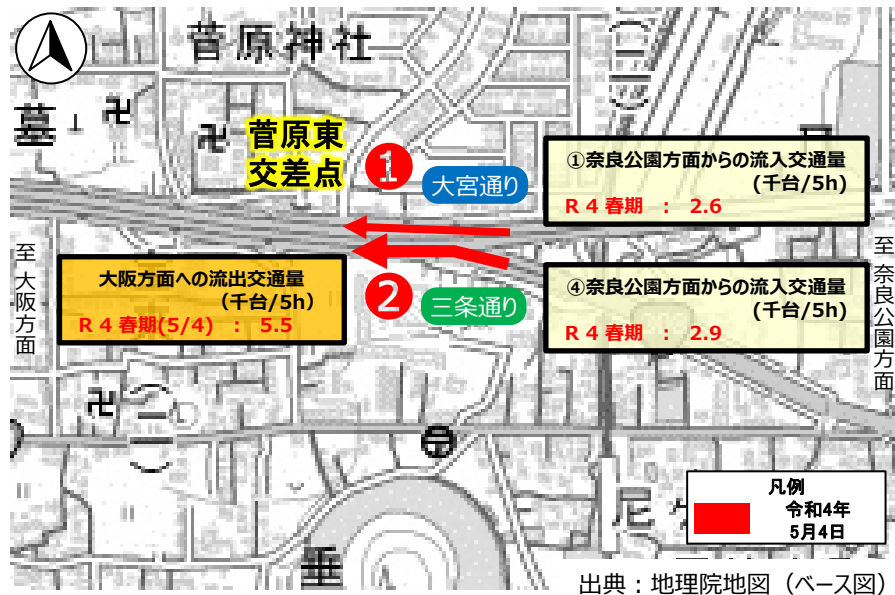 菅原神社
墓
菅原東
交差点
1
大宮通り
①奈良公園方面からの流入交通量
(千台/5h)
R 4 春期 ： 2.6
至 大阪方面
至 奈良公園方面
大阪方面への流出交通量
(千台/5h)
R 4 春期(5/4) ： 5.5
2
三条通り
④奈良公園方面からの流入交通量
(千台/5h)
R 4 春期 ： 2.9
凡例
令和4年
5月4日
尼
垂
出典：地理院地図（ベース図）